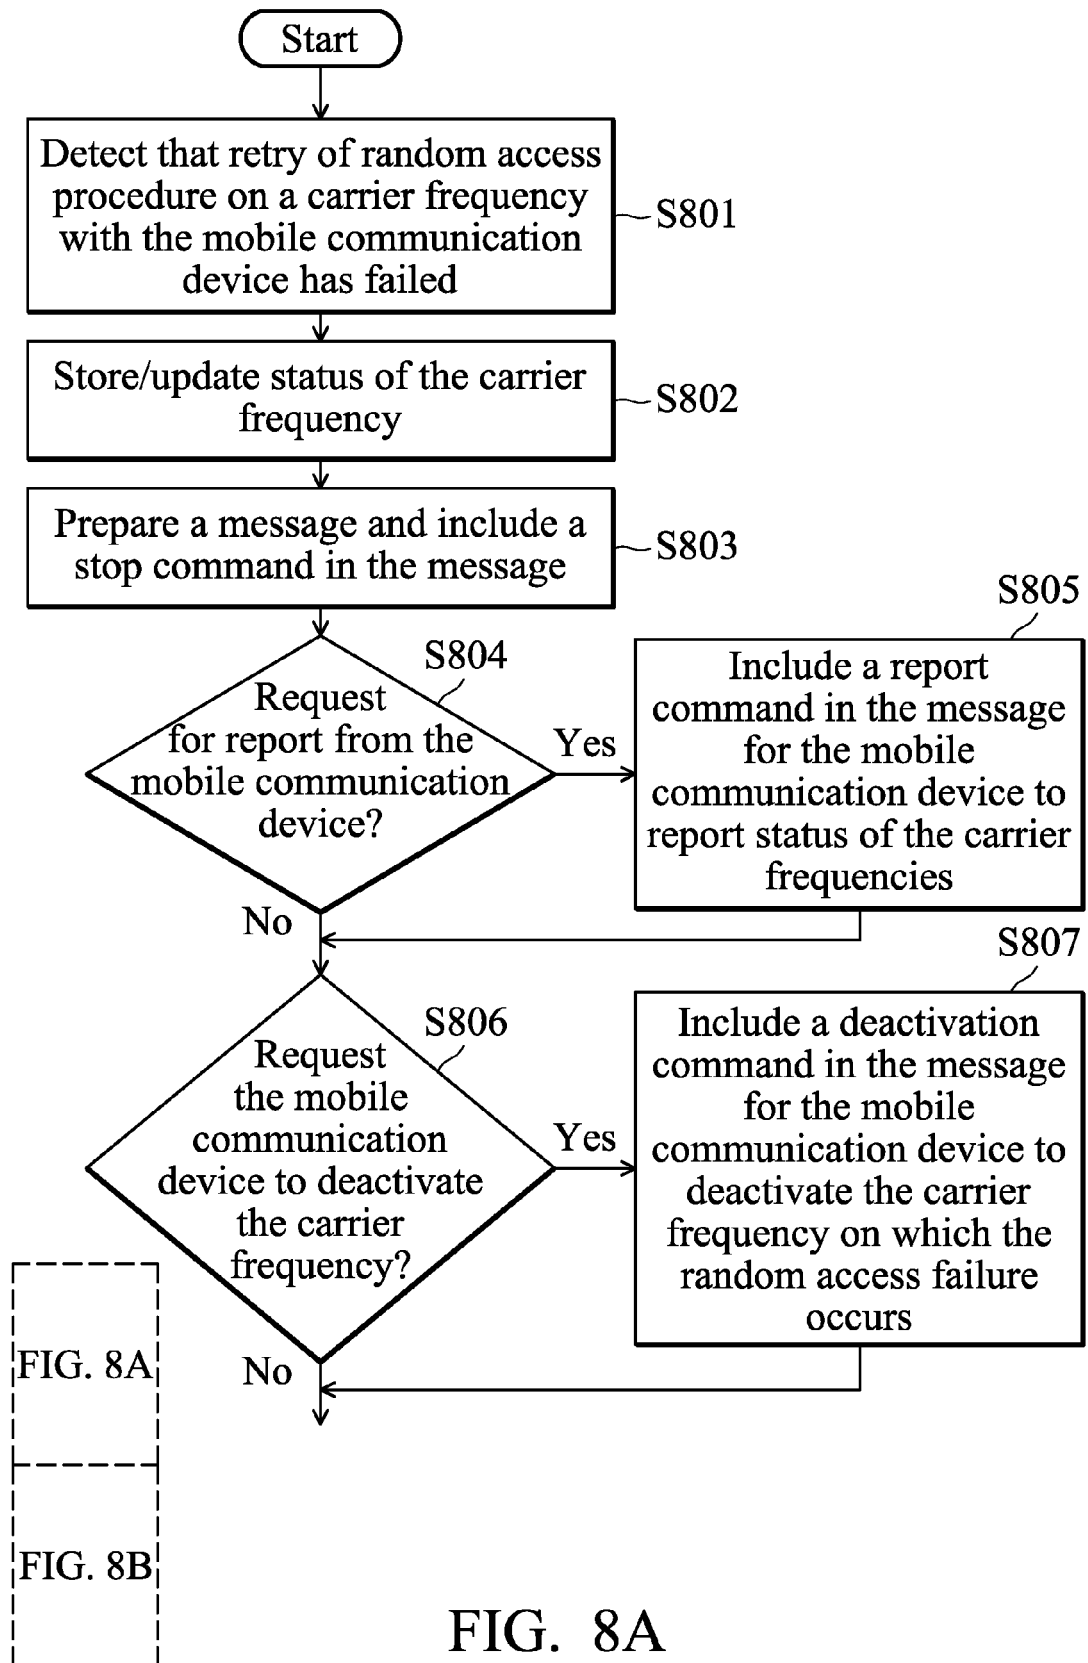 Start
Detect that retry of random access
procedure on a carrier frequency
with the mobile communication
device has failed
S801
Store/update status of the carrier
frequency
S802
Prepare a message and include a
stop command in the message
S803
S804
Request
for report from the
mobile communication
device?
Yes
No
S805
Include a report
command in the message
for the mobile
communication device to
report status of the carrier
frequencies
S806
Request
the mobile
communication
device to deactivate
the carrier
frequency?
Yes
No
S807
Include a deactivation
command in the message
for the mobile
communication device to
deactivate the carrier
frequency on which the
random access failure
occurs
FIG. 8A
FIG. 8B
FIG. 8A